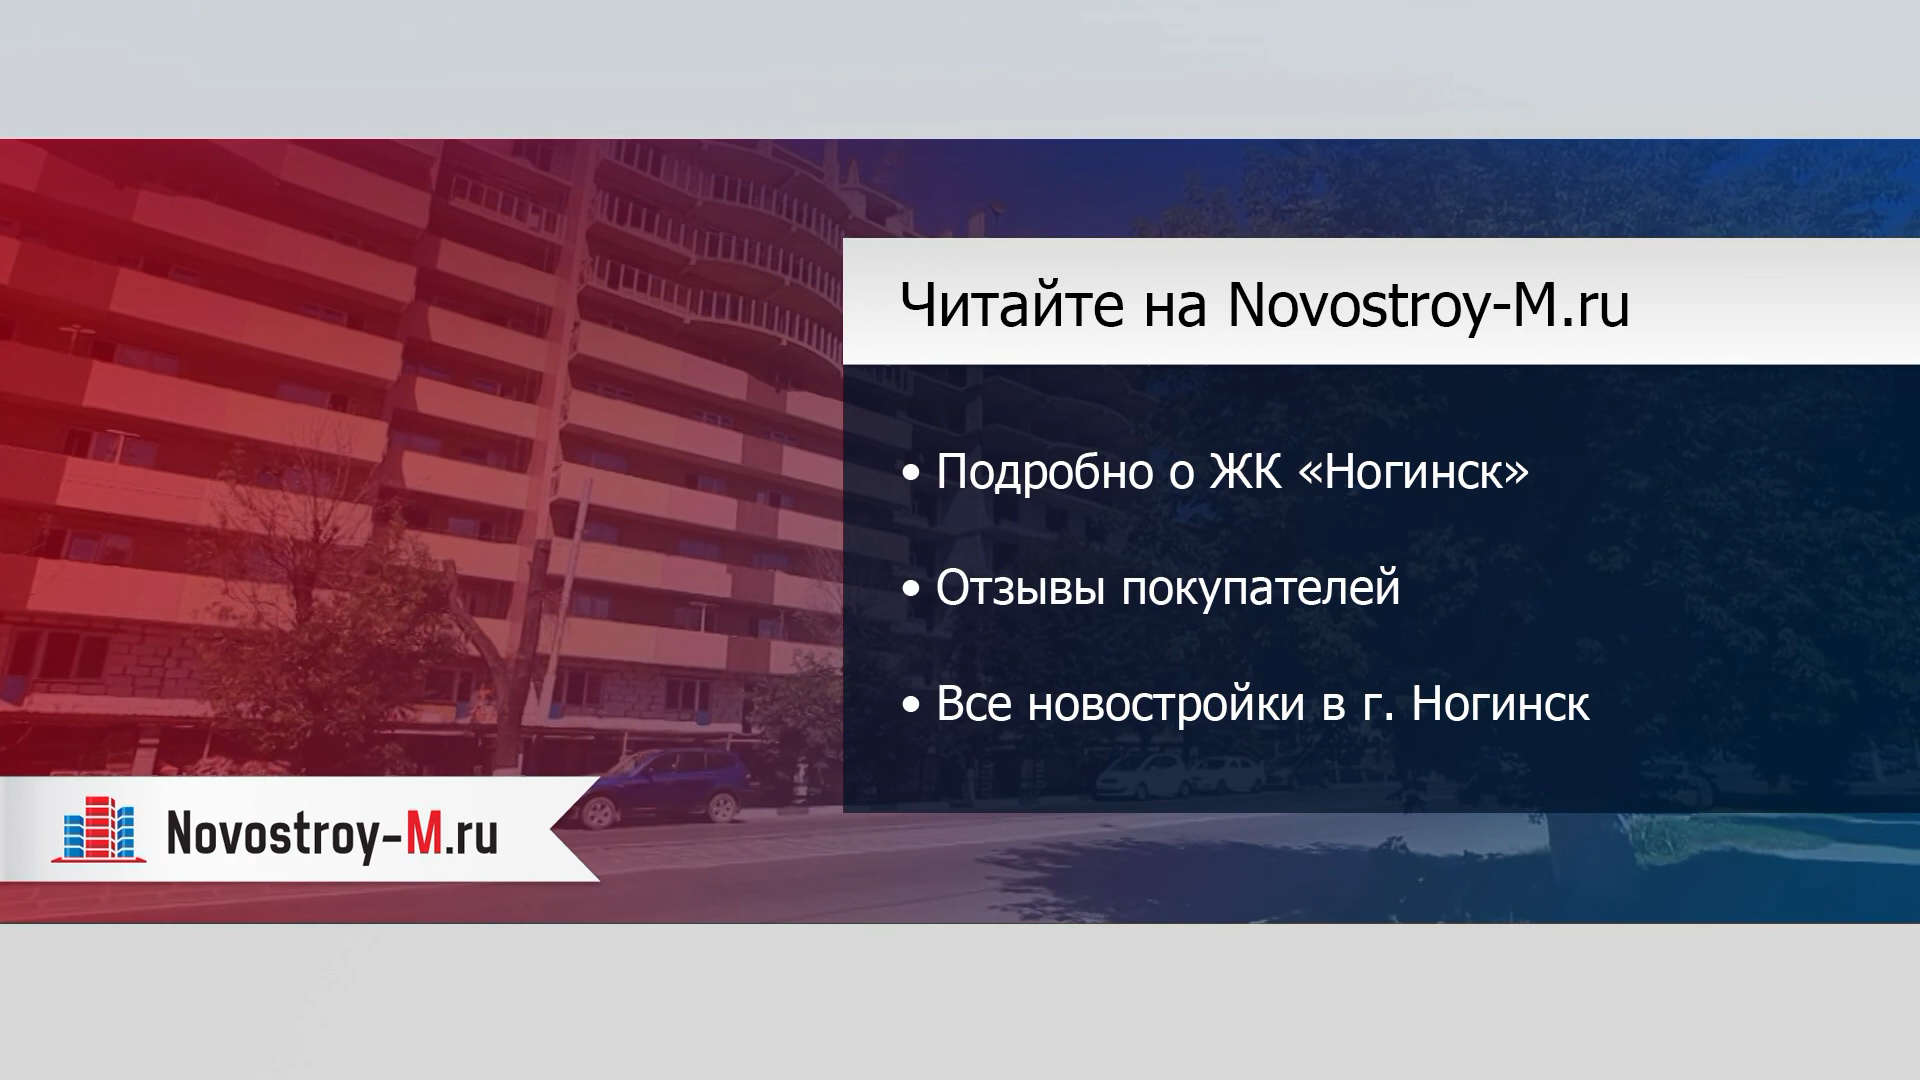 Читайте на Novostroy-M.ru
• Подробно о ЖК «Ногинск»
• Отзывы покупателей
• Все новостройки в г. Ногинск
Novostroy-M.ru